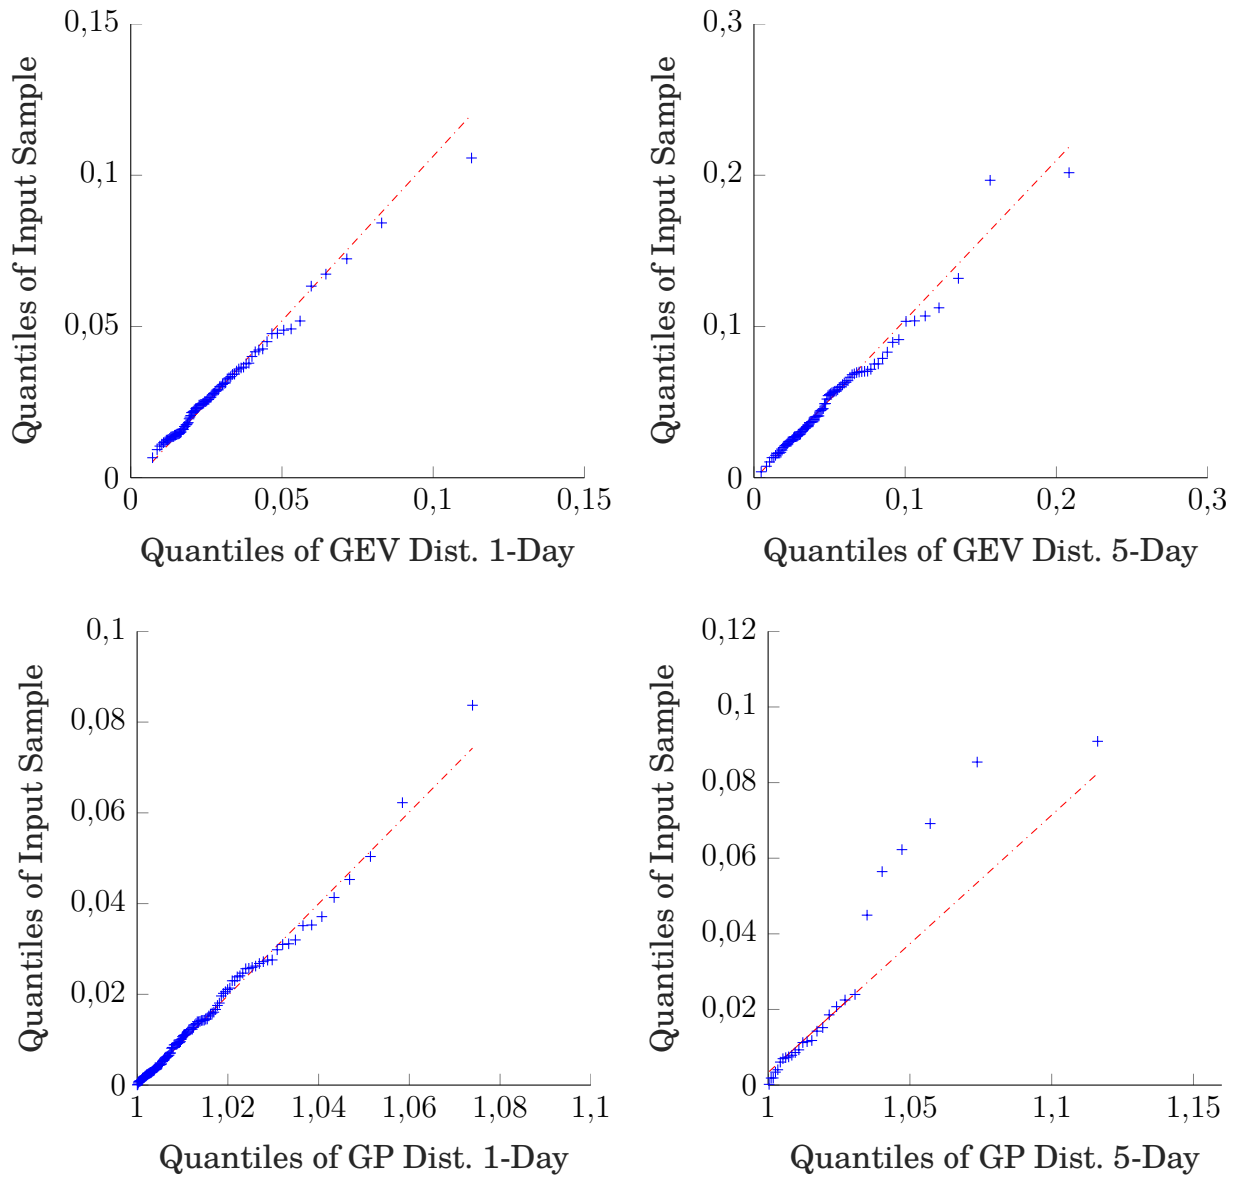 0,15
0,1
0,05
0
Quantiles of Input Sample
0 0,05 0,1 0,15
Quantiles of GEV Dist. 1-Day
0,3
0,2
0,1
0
Quantiles of Input Sample
0 0,1 0,2 0,3
Quantiles of GEV Dist. 5-Day
0,1
0,08
0,06
0,04
0,02
0
Quantiles of Input Sample
1 1,02 1,04 1,06 1,08 1,1
Quantiles of GP Dist. 1-Day
0,12
0,1
0,08
0,06
0,04
0,02
0
Quantiles of Input Sample
1 1,05 1,1 1,15
Quantiles of GP Dist. 5-Day